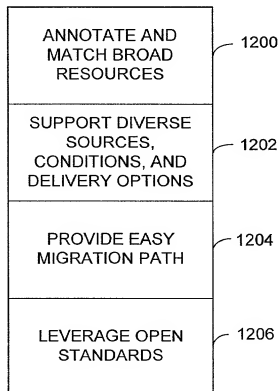 ANNOTATE AND
MATCH BROAD
RESOURCES
1200
SUPPORT DIVERSE
SOURCES,
CONDITIONS, AND
DELIVERY OPTIONS
1202
PROVIDE EASY
MIGRATION PATH
1204
LEVERAGE OPEN
STANDARDS
1206